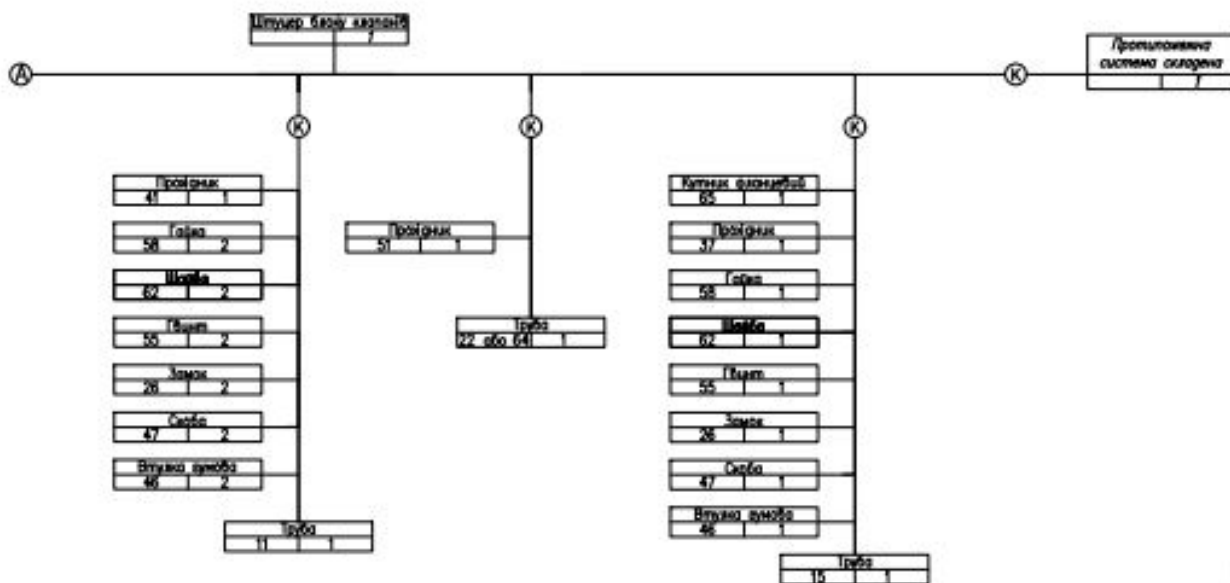 Штуцер блоку клапанів
1
А
К
Протипожежна
система складена
1
К
К
К
Прохідник
41 1
Гайка
58 2
Шайба
62 2
Гвинт
55 2
Замок
26 2
Скоба
47 2
Втулка гумова
46 2
Труба
11 1
Прохідник
51 1
Труба
22 або 64 1
Кутник фланцевий
65 1
Прохідник
37 1
Гайка
58 1
Шайба
62 1
Гвинт
55 1
Замок
26 1
Скоба
47 1
Втулка гумова
46 1
Труба
15 1